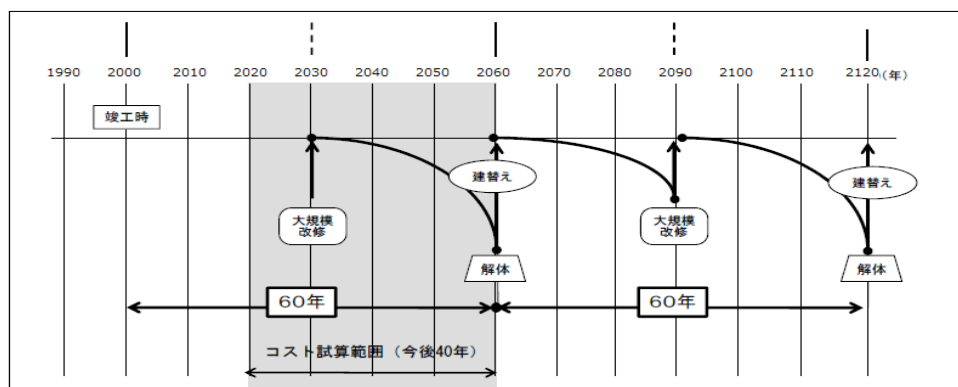 1990 2000 2010 2020 2030 2040 2050 2060 2070 2080 2090 2100 2110 2120 (年)
竣工時
建替え
建替え
大規模
改修
大規模
改修
解体
解体
60年
60年
コスト試算範囲（今後40年）